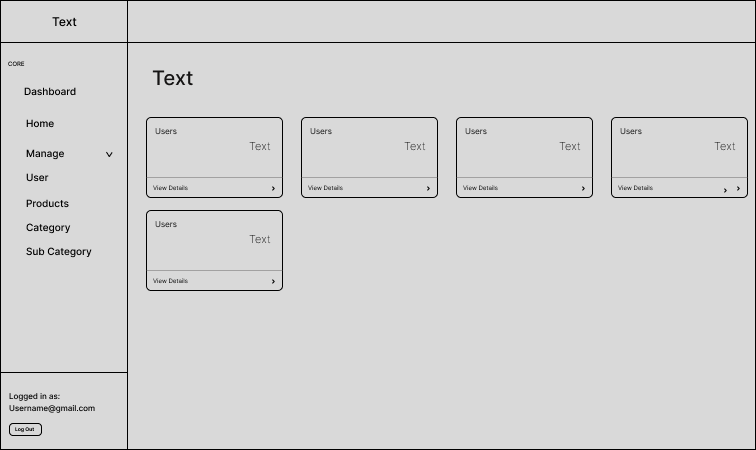 Text
CORE
Dashboard
Home
Manage
User
Products
Category
Sub Category
Logged in as:
Username@gmail.com
Log Out
Text
Users
Text
View Details
Users
Text
View Details
Users
Text
View Details
Users
Text
View Details
Users
Text
View Details